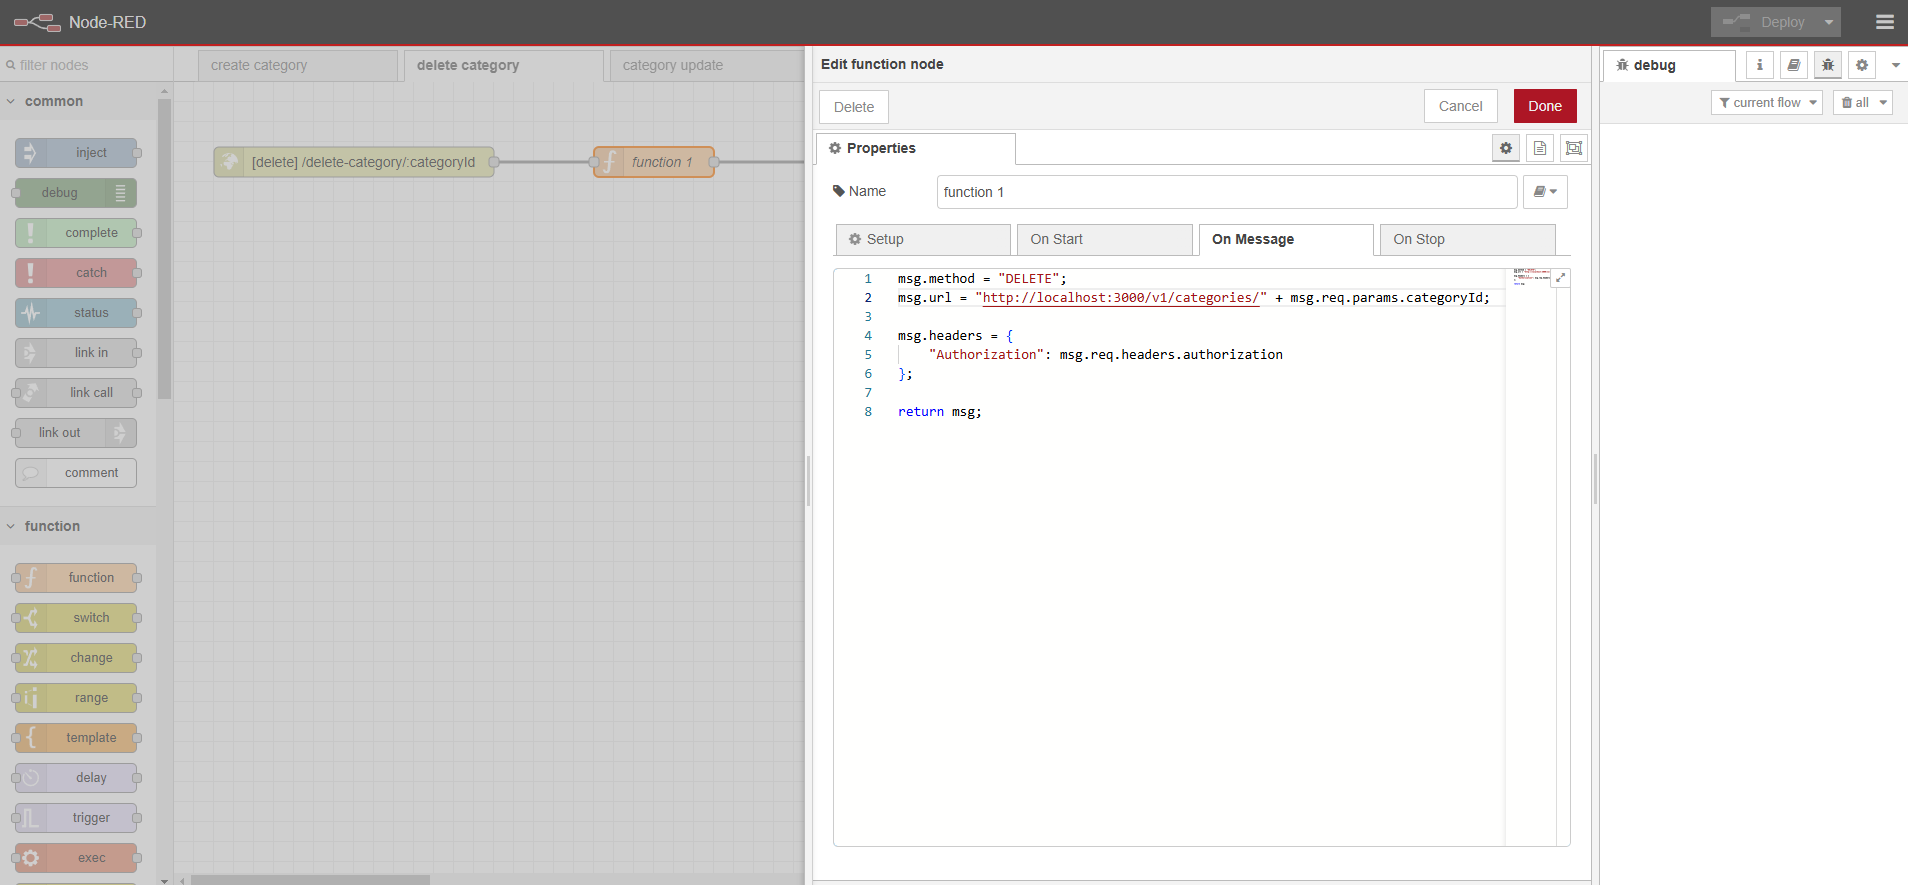 Node-RED
Deploy
filter nodes
create category
delete category
category update
Edit function node
debug
Delete
Cancel
Done
current flow
all
common
inject
debug
complete
catch
status
link in
link call
link out
comment
function
function
switch
change
range
template
delay
trigger
exec
[delete] /delete-category/:categoryId
function 1
Properties
Name
function 1
Setup
On Start
On Message
On Stop
1 msg.method = "DELETE";
2 msg.url = "http://localhost:3000/v1/categories/" + msg.req.params.categoryId;
3
4 msg.headers = {
5 "Authorization": msg.req.headers.authorization
6 };
7
8 return msg;